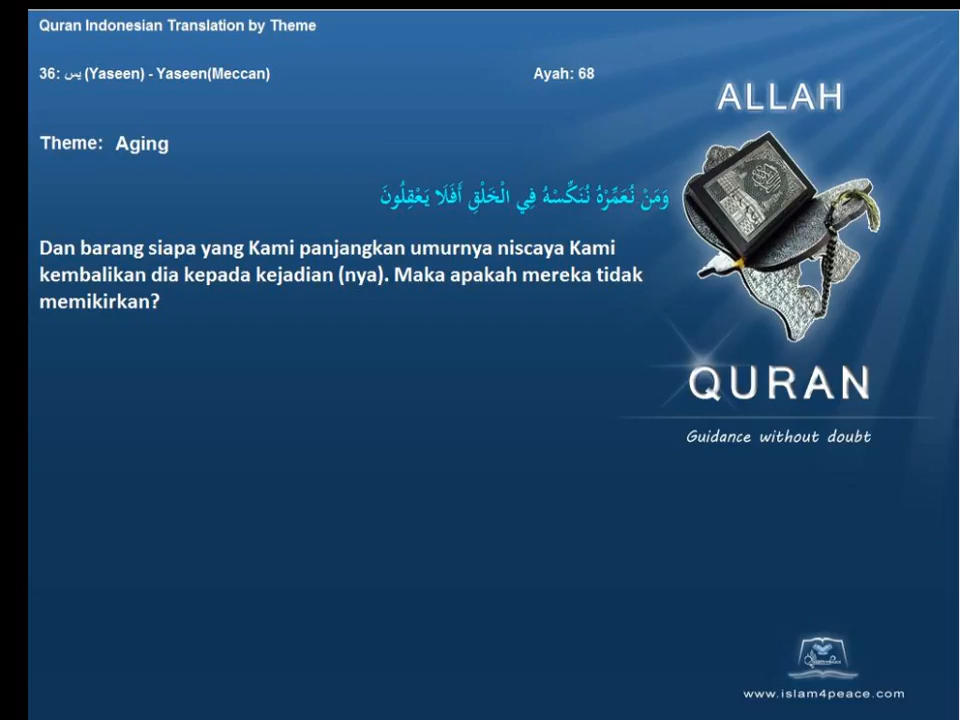 Quran Indonesian Translation by Theme
36: يس (Yaseen) - Yaseen(Meccan) Ayah: 68
ALLAH
Theme: Aging
وَمَنْ نُعَمِّرْهُ نُنَكِّسْهُ فِي الْخَلْقِ أَفَلَا يَعْقِلُونَ
Dan barang siapa yang Kami panjangkan umurnya niscaya Kami
kembalikan dia kepada kejadian (nya). Maka apakah mereka tidak
memikirkan?
QURAN
Guidance without doubt
www.islam4peace.com